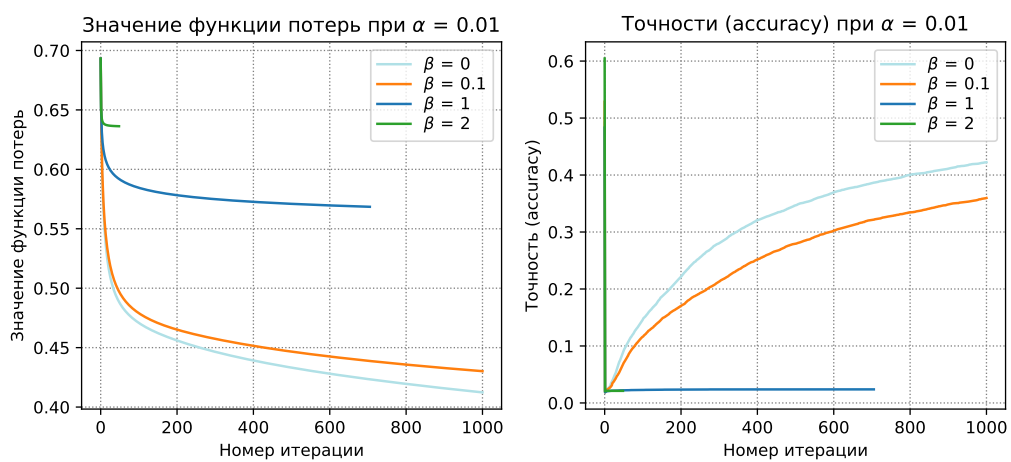 Значение функции потерь при α = 0.01
Значение функции потерь
0.70
0.65
0.60
0.55
0.50
0.45
0.40
β = 0
β = 0.1
β = 1
β = 2
0 200 400 600 800 1000
Номер итерации
Точности (accuracy) при α = 0.01
Точность (accuracy)
0.6
0.5
0.4
0.3
0.2
0.1
0.0
β = 0
β = 0.1
β = 1
β = 2
0 200 400 600 800 1000
Номер итерации